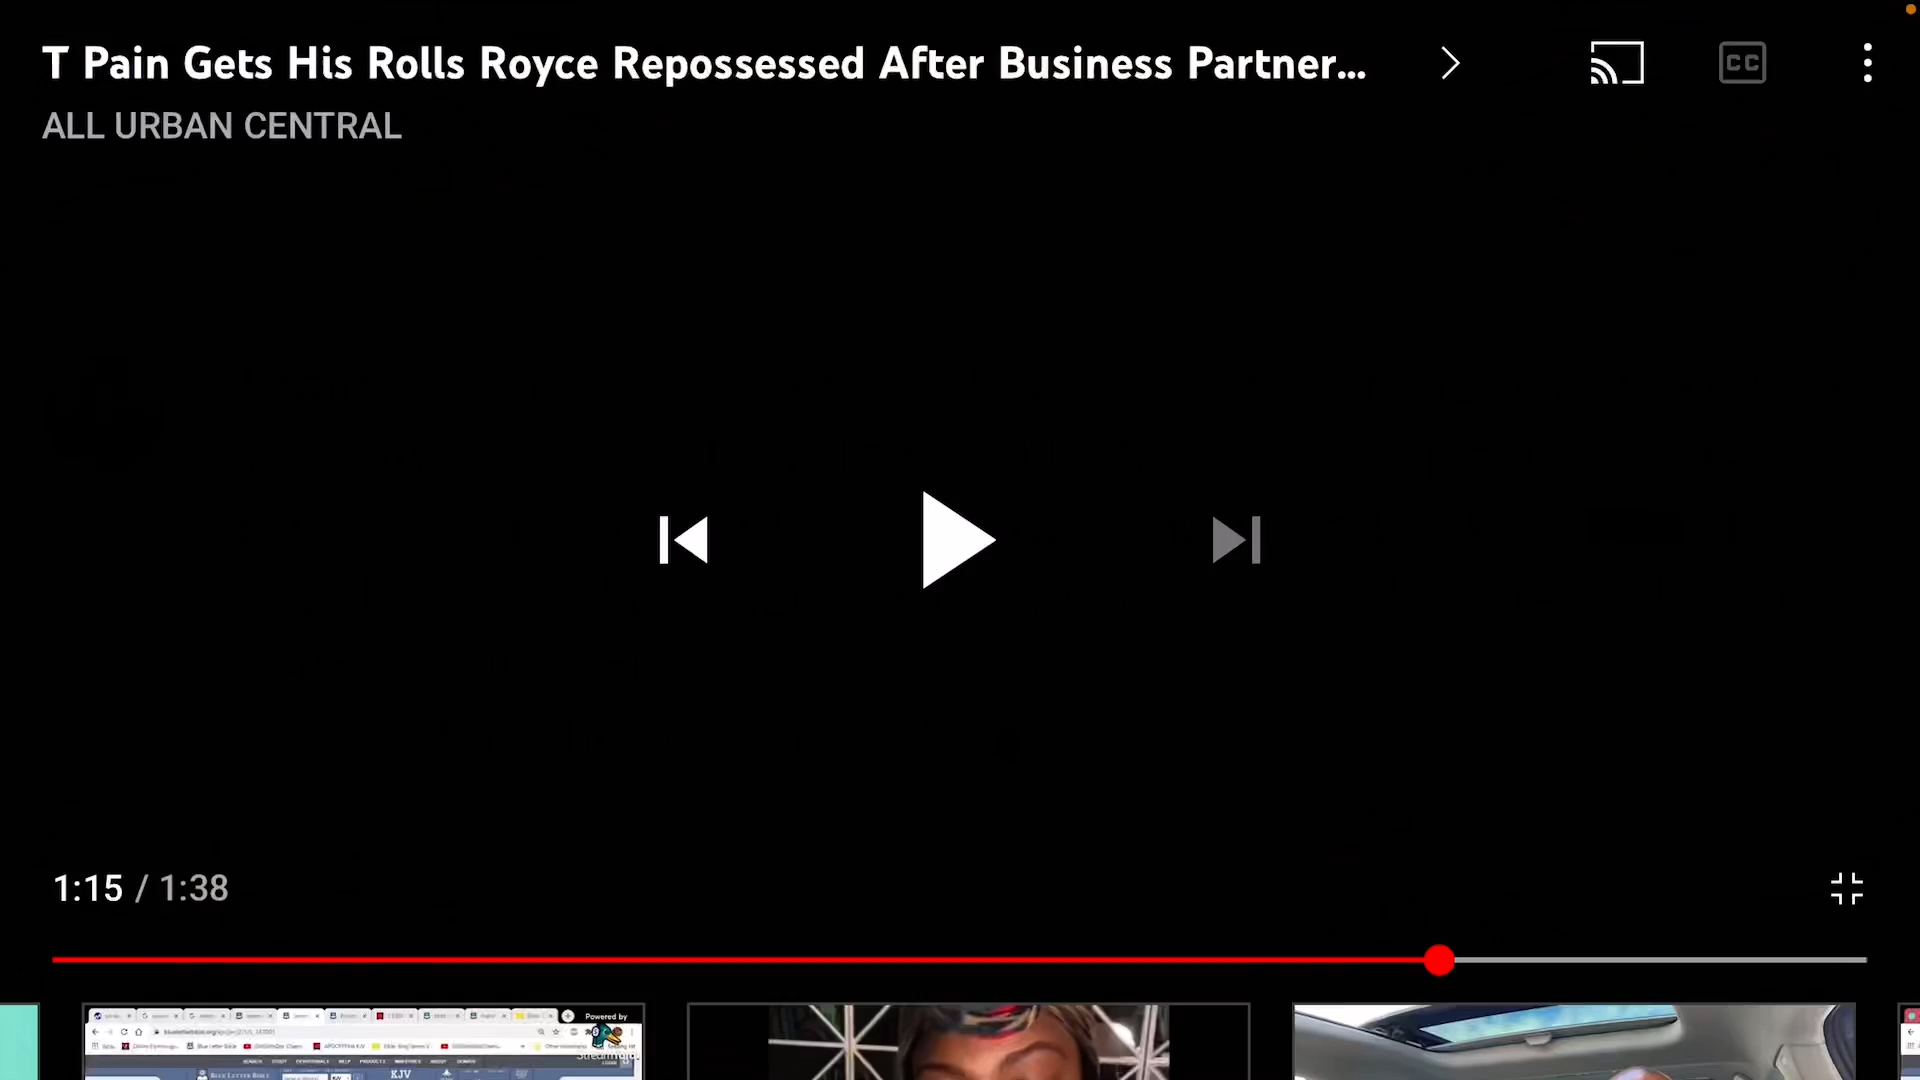 T Pain Gets His Rolls Royce Repossessed After Business Partner...
CC
ALL URBAN CENTRAL
1:15 / 1:38
Powered by
KJV